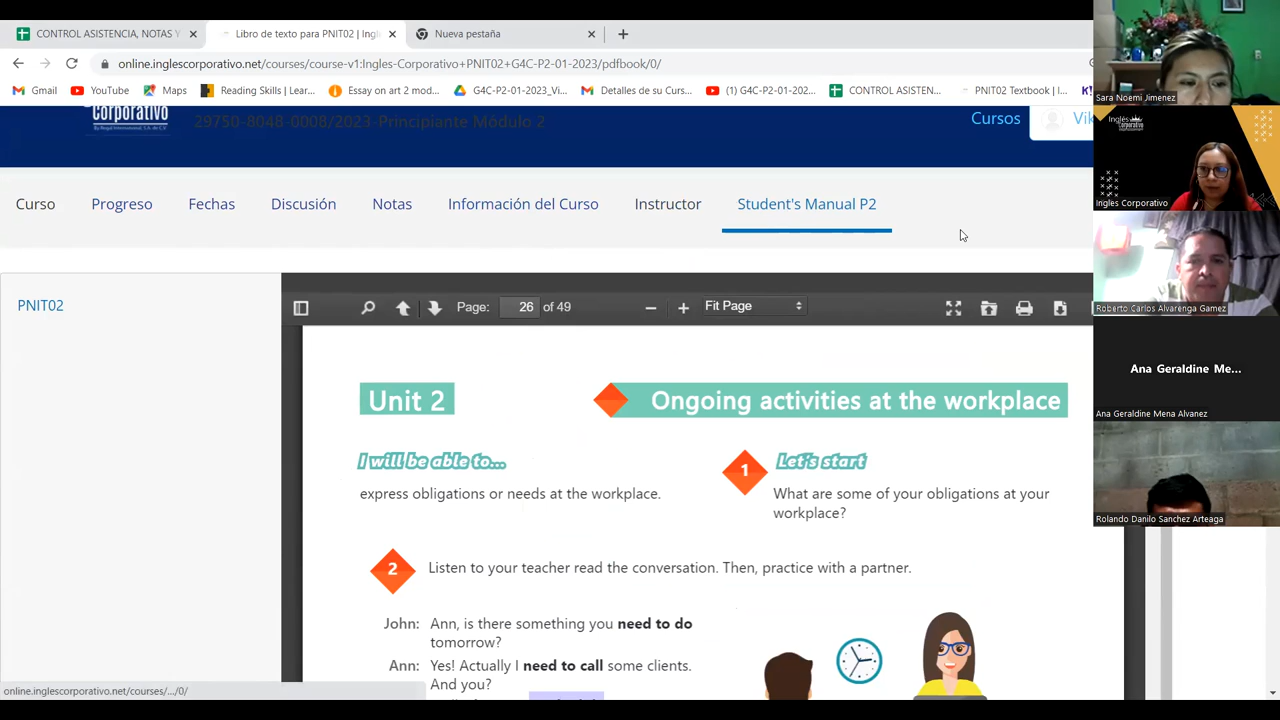 CONTROL ASISTENCIA, NOTAS Y
Libro de texto para PNIT02 | Ingl
Nueva pestaña
online.inglescorporativo.net/courses/course-v1:Ingles-Corporativo+PNIT02+G4C-P2-01-2023/pdfbook/0/
Gmail
YouTube
Maps
Reading Skills | Lear...
Essay on art 2 mos...
G4C-P2-01-2023_Vi...
Detalles de su Curs...
(1) G4C-P2-01-202...
CONTROL ASISTEN...
PNIT02 Textbook | I...
corporativo
29750-8048-0008/2023-Principiante Módulo 2
Cursos
Vik
Curso
Progreso
Fechas
Discusión
Notas
Información del Curso
Instructor
Student's Manual P2
PNIT02
Page: 26 of 49
Fit Page
Unit 2
Ongoing activities at the workplace
I will be able to...
express obligations or needs at the workplace.
1
Let's start
What are some of your obligations at your
workplace?
2
Listen to your teacher read the conversation. Then, practice with a partner.
John: Ann, is there something you need to do
tomorrow?
Ann: Yes! Actually I need to call some clients.
And you?
online.inglescorporativo.net/courses/.../0/
Sara Noemi Jimenez
Inglés
Corporativo
Ingles Corporativo
Roberto Carlos Alvarenga Gamez
Ana Geraldine Me...
Ana Geraldine Mena Alvanez
Rolando Danilo Sanchez Arteaga